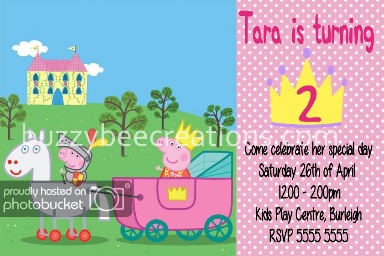 Tara is turning
2
buzzybeecreations.com
Come celebrate her special day
Saturday 26th of April
12:00 - 2:00pm
Kids Play Centre, Burleigh
RSVP 5555 5555
proudly hosted on
photobucket